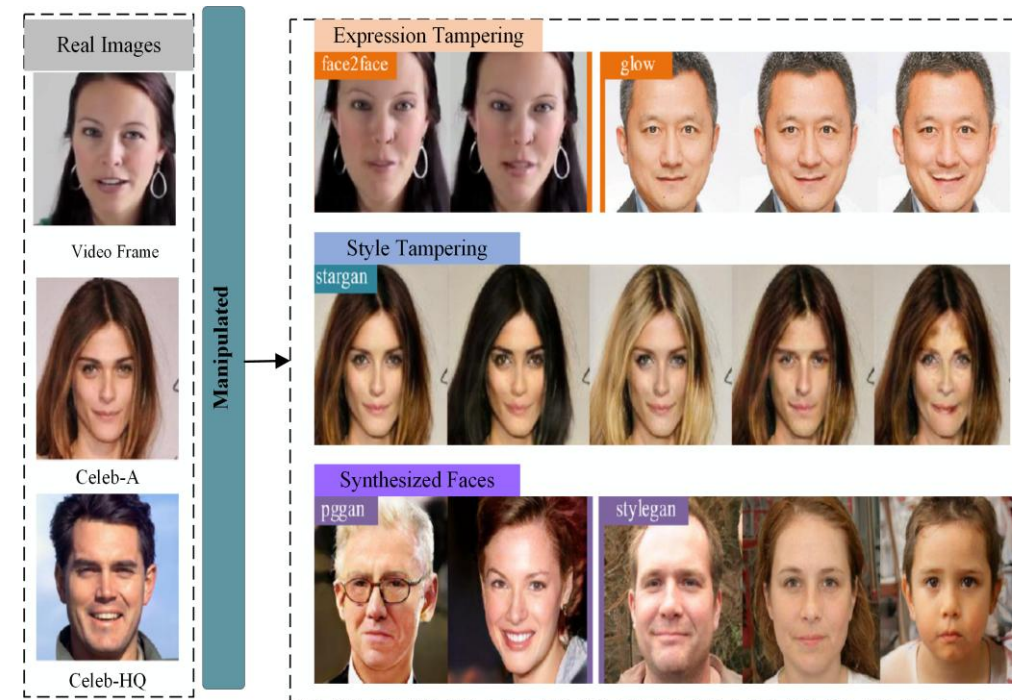 Real Images
Video Frame
Celeb-A
Celeb-HQ
Manipulated
Expression Tampering
face2face
glow
Style Tampering
stargan
Synthesized Faces
pggan
stylegan